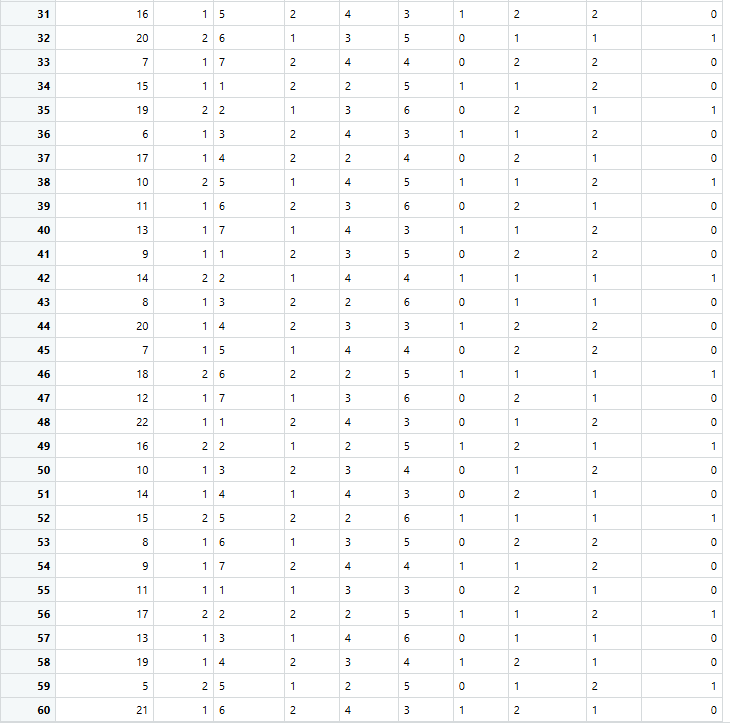 31 16 1 5 2 4 3 1 2 2 0
32 20 2 6 1 3 5 0 1 1 1
33 7 1 7 2 4 4 0 2 2 0
34 15 1 1 2 2 5 1 1 2 0
35 19 2 2 1 3 6 0 2 1 1
36 6 1 3 2 4 3 1 1 2 0
37 17 1 4 2 2 4 0 2 1 0
38 10 2 5 1 4 5 1 1 2 1
39 11 1 6 2 3 6 0 2 1 0
40 13 1 7 1 4 3 1 1 2 0
41 9 1 1 2 3 5 0 2 2 0
42 14 2 2 1 4 4 1 1 1 1
43 8 1 3 2 2 6 0 1 1 0
44 20 1 4 2 3 3 1 2 2 0
45 7 1 5 1 4 4 0 2 2 0
46 18 2 6 2 2 5 1 1 1 1
47 12 1 7 1 3 6 0 2 1 0
48 22 1 1 2 4 3 0 1 2 0
49 16 2 2 1 2 5 1 2 1 1
50 10 1 3 2 3 4 0 1 2 0
51 14 1 4 1 4 3 0 2 1 0
52 15 2 5 2 2 6 1 1 1 1
53 8 1 6 1 3 5 0 2 2 0
54 9 1 7 2 4 4 1 1 2 0
55 11 1 1 1 3 3 0 2 1 0
56 17 2 2 2 2 5 1 1 2 1
57 13 1 3 1 4 6 0 1 1 0
58 19 1 4 2 3 4 1 2 1 0
59 5 2 5 1 2 5 0 1 2 1
60 21 1 6 2 4 3 1 2 1 0